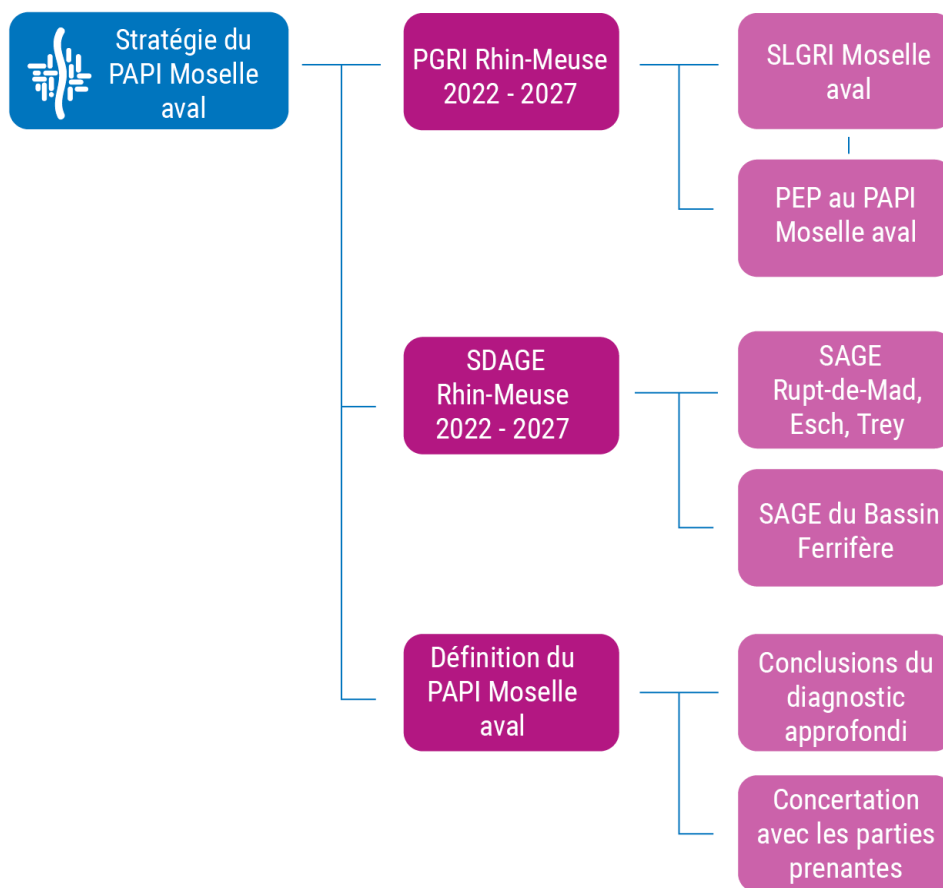 Stratégie du
PAPI Moselle
aval
PGRI Rhin-Meuse
2022 - 2027
SLGRI Moselle
aval
PEP au PAPI
Moselle aval
SDAGE
Rhin-Meuse
2022 - 2027
SAGE
Rupt-de-Mad,
Esch, Trey
SAGE du Bassin
Ferrifère
Définition du
PAPI Moselle
aval
Conclusions du
diagnostic
approfondi
Concertation
avec les parties
prenantes